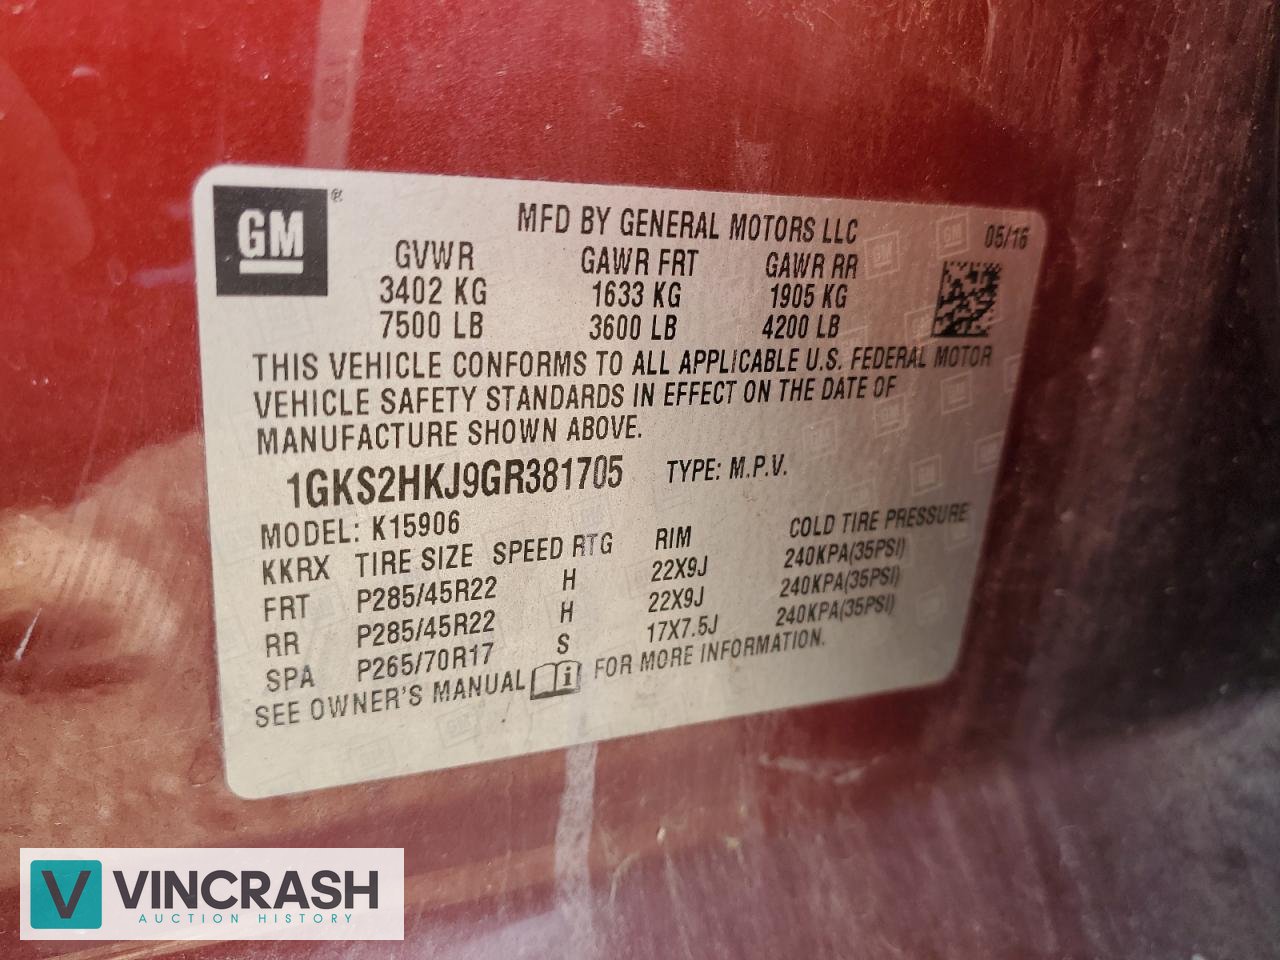 GM ®
MFD BY GENERAL MOTORS LLC 05/16
GVWR GAWR FRT GAWR RR
3402 KG 1633 KG 1905 KG
7500 LB 3600 LB 4200 LB
THIS VEHICLE CONFORMS TO ALL APPLICABLE U.S. FEDERAL MOTOR
VEHICLE SAFETY STANDARDS IN EFFECT ON THE DATE OF
MANUFACTURE SHOWN ABOVE.
1GKS2HKJ9GR381705 TYPE: M.P.V.
MODEL: K15906
KKRX TIRE SIZE SPEED RTG RIM COLD TIRE PRESSURE
FRT P285/45R22 H 22X9J 240KPA(35PSI)
RR P285/45R22 H 22X9J 240KPA(35PSI)
SPA P265/70R17 S 17X7.5J 240KPA(35PSI)
SEE OWNER'S MANUAL FOR MORE INFORMATION.
V VINCRASH
AUCTION HISTORY